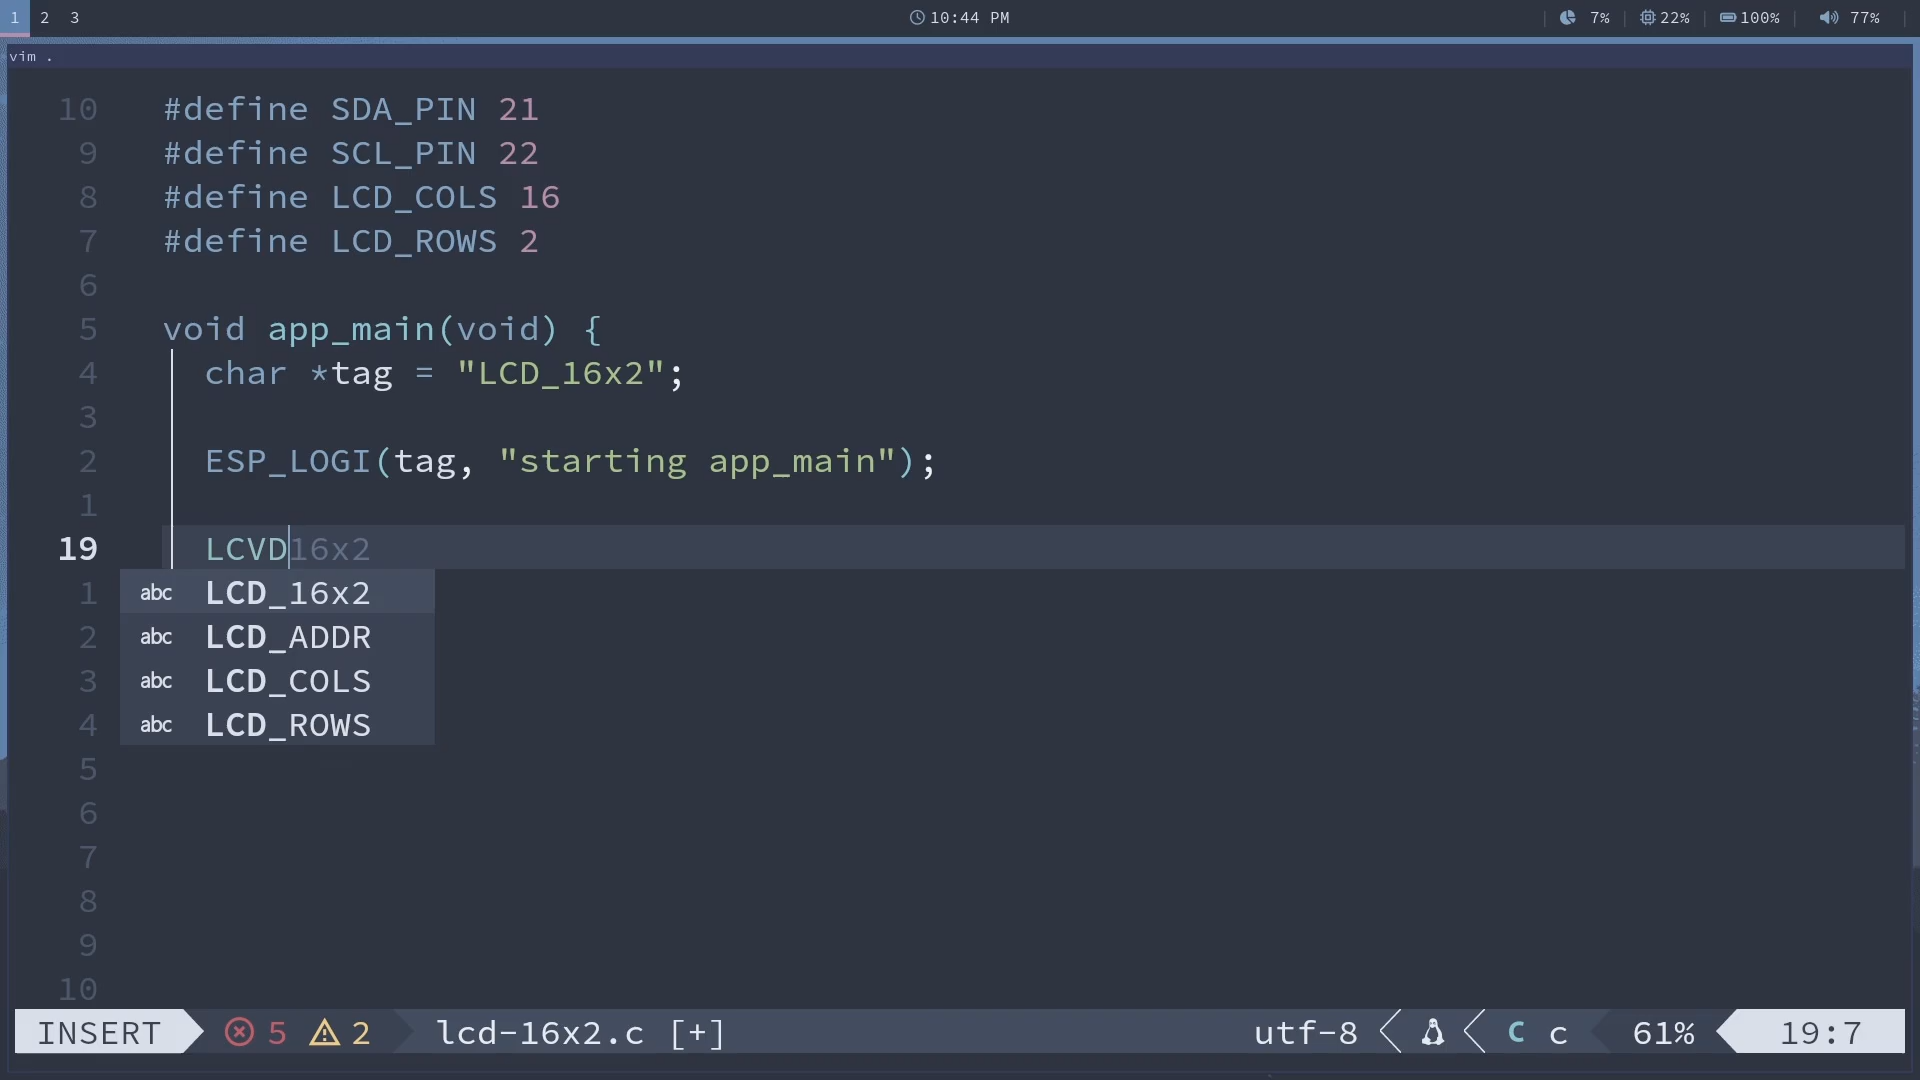 1 2 3 10:44 PM 7% 22% 100% 77%
vim .
10 #define SDA_PIN 21
9 #define SCL_PIN 22
8 #define LCD_COLS 16
7 #define LCD_ROWS 2
6
5 void app_main(void) {
4 char *tag = "LCD_16x2";
3
2 ESP_LOGI(tag, "starting app_main");
1
19 LCVD16x2
1 abc LCD_16x2
2 abc LCD_ADDR
3 abc LCD_COLS
4 abc LCD_ROWS
5
6
7
8
9
10
INSERT 5 2 lcd-16x2.c [+] utf-8 C c 61% 19:7